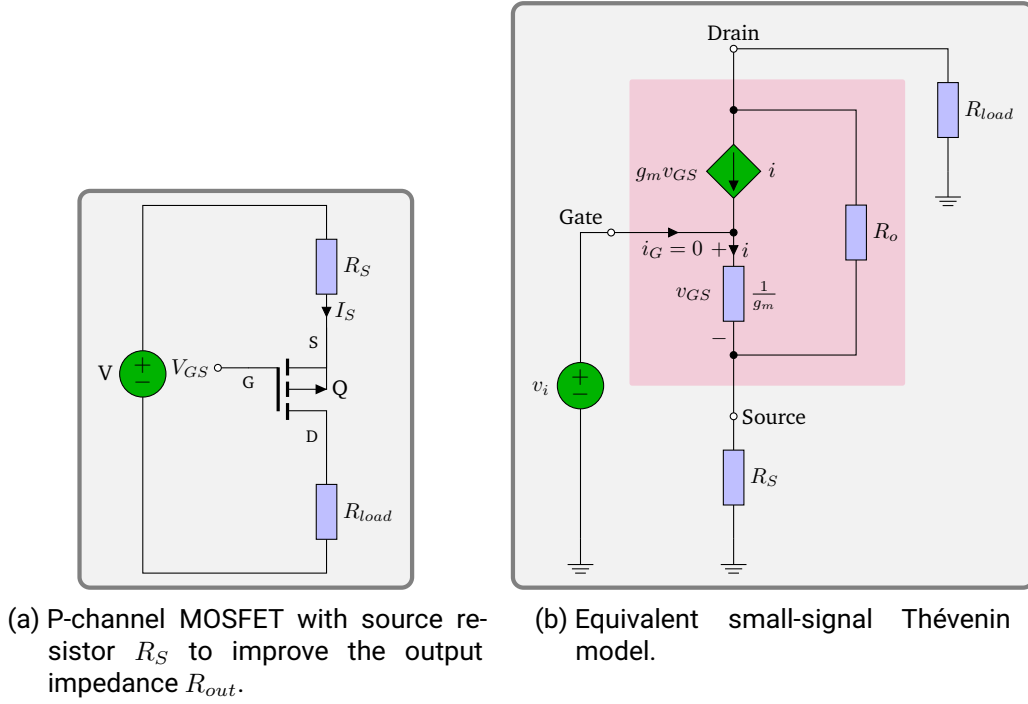 Drain
R_load
g_m v_GS
i
Gate
i_G = 0
+
i
R_o
v_GS
1/g_m
−
R_S
I_S
S
V
+
−
V_GS
G
Q
D
R_load
v_i
+
−
Source
R_S
(a) P-channel MOSFET with source re-
sistor R_S to improve the output
impedance R_out.
(b) Equivalent small-signal Thévenin
model.